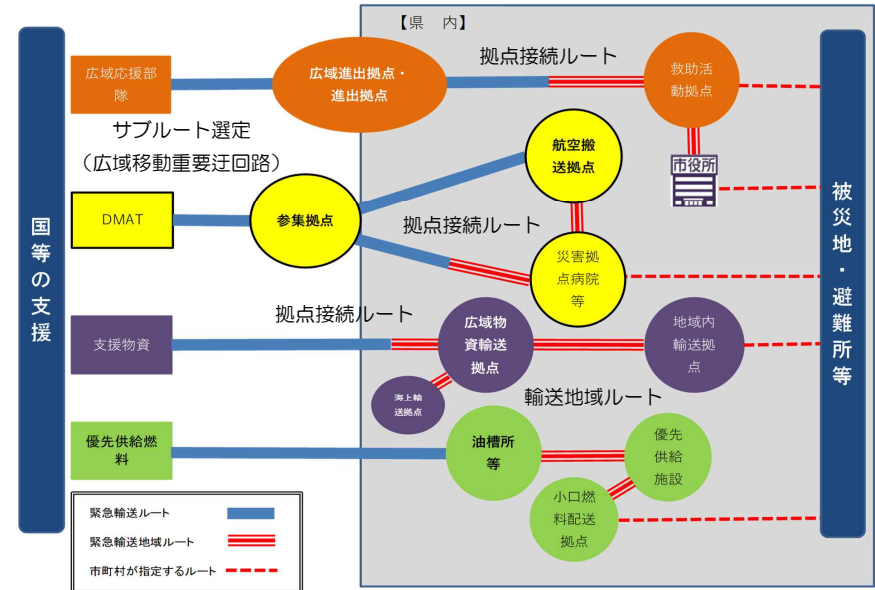 【県　内】
国等の支援
被災地・避難所等
広域応援部
隊
広域進出拠点・
進出拠点
拠点接続ルート
救助活
動拠点
サブルート選定
（広域移動重要迂回路）
市役所
DMAT
参集拠点
航空搬
送拠点
拠点接続ルート
災害拠
点病院
等
拠点接続ルート
支援物資
広域物
資輸送
拠点
地域内
輸送拠
点
海上輸
送拠点
輸送地域ルート
優先供給燃
料
油槽所
等
優先
供給
施設
小口燃
料配送
拠点
緊急輸送ルート
緊急輸送地域ルート
市町村が指定するルート